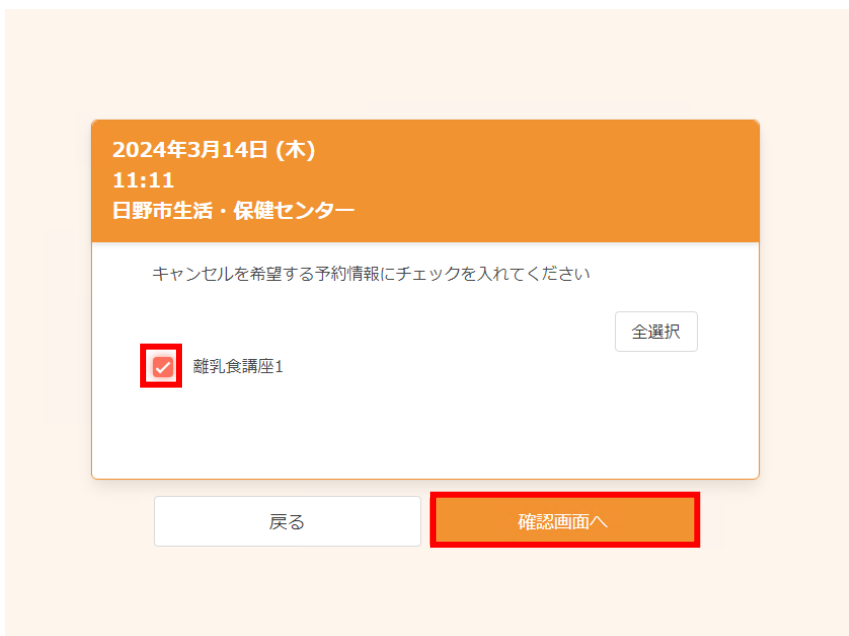 2024年3月14日 (木)
11:11
日野市生活・保健センター
キャンセルを希望する予約情報にチェックを入れてください
全選択
離乳食講座1
戻る
確認画面へ